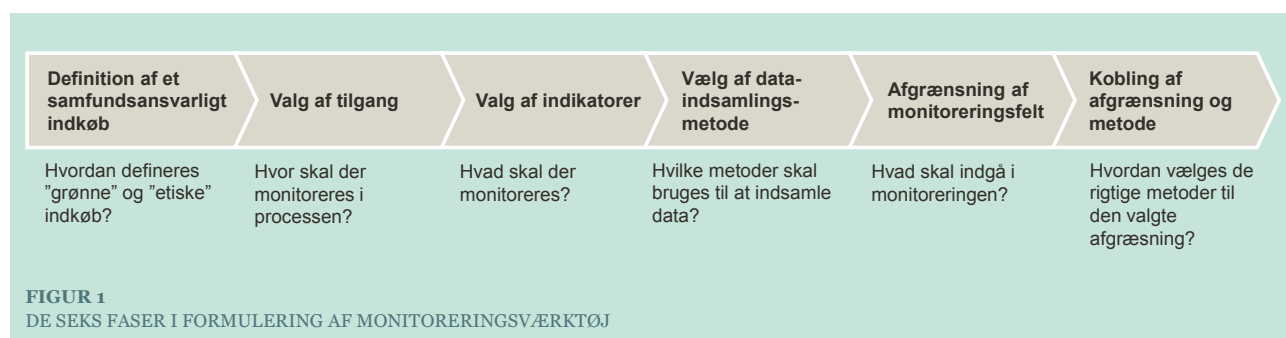 Definition af et
samfundsansvarligt
indkøb
Valg af tilgang
Valg af indikatorer
Vælg af data-
indsamlings-
metode
Afgrænsning af
monitoreringsfelt
Kobling af
afgrænsning og
metode
Hvordan defineres
”grønne” og ”etiske”
indkøb?
Hvor skal der
monitoreres i
processen?
Hvad skal der
monitoreres?
Hvilke metoder skal
bruges til at indsamle
data?
Hvad skal indgå i
monitoreringen?
Hvordan vælges de
rigtige metoder til
den valgte
afgræsning?
FIGUR 1
DE SEKS FASER I FORMULERING AF MONITORERINGSVÆRKTØJ